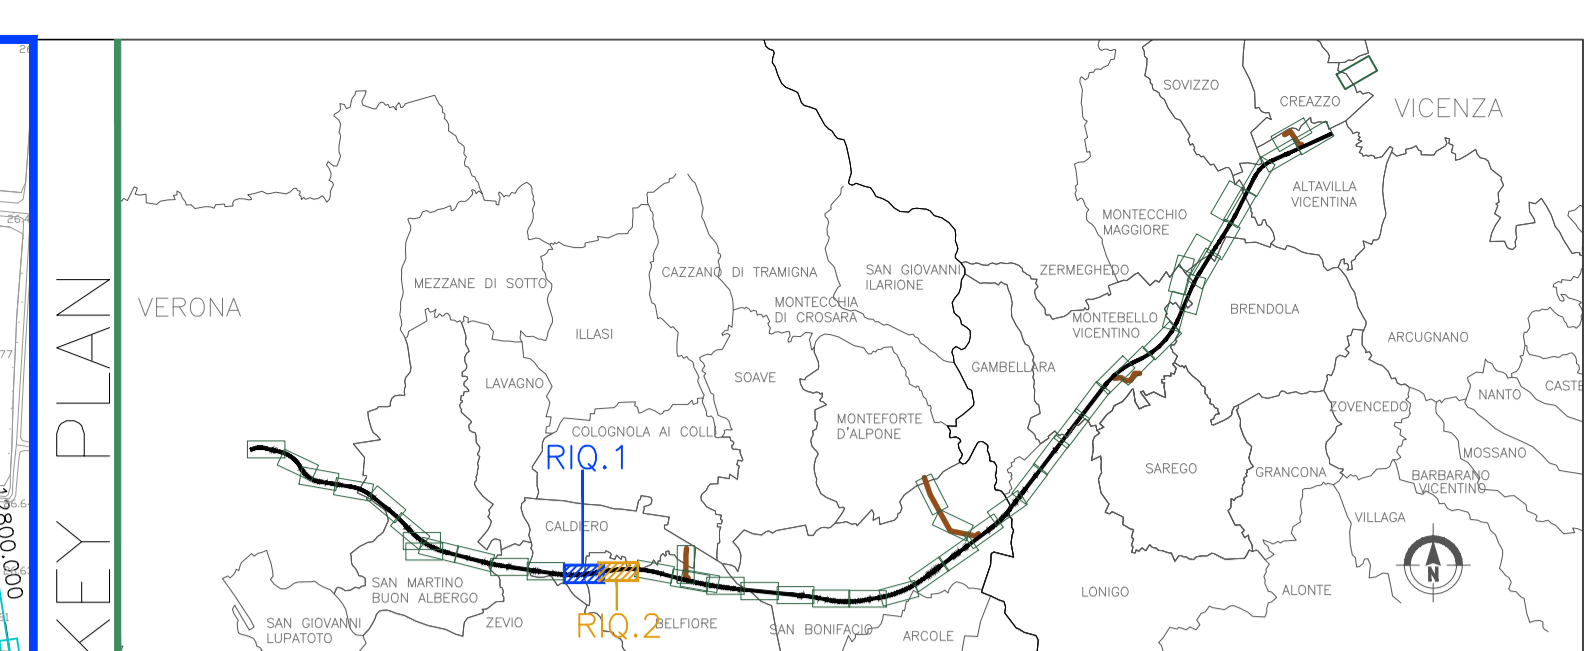 KEY PLAN
12800.000
SOVIZZO
CREAZZO
VICENZA
ALTAVILLA
VICENTINA
MONTECCHIO
MAGGIORE
ZERMEGHEDO
CAZZANO DI TRAMIGNA
SAN GIOVANNI
ILARIONE
MEZZANE DI SOTTO
VERONA
MONTECCHIA
DI CROSARA
BRENDOLA
MONTEBELLO
VICENTINO
ILLASI
ARCUGNANO
GAMBELLARA
LAVAGNO
SOAVE
CASTE
NANTO
ZOVENCEDO
MONTEFORTE
D'ALPONE
COLOGNOLA AI COLLI
RIQ.1
MOSSANO
SAREGO
GRANCONA
BARBARANO
VICENTINO
VILLAGA
CALDIERO
N
SAN MARTINO
BUON ALBERGO
LONIGO
ALONTE
SAN GIOVANNI
LUPATOTO
ZEVIO
RIQ.2
BELFIORE
SAN BONIFACIO
ARCOLE